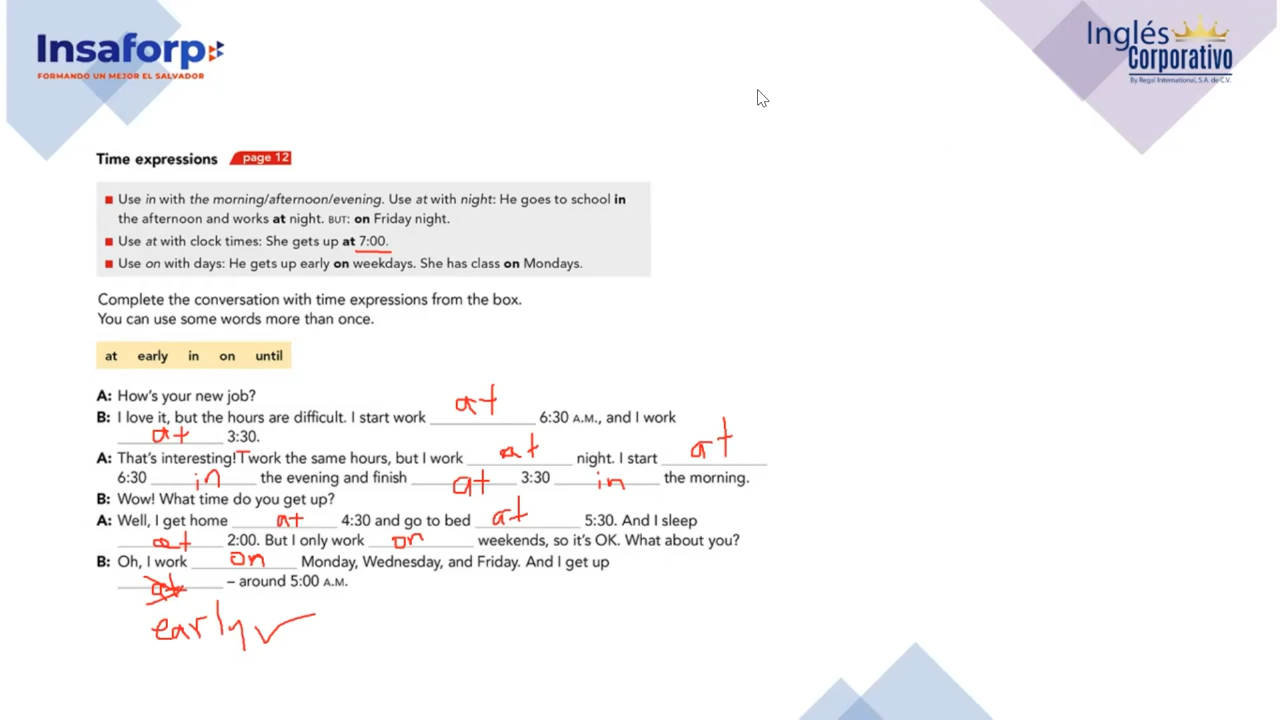 Insaforp
FORMANDO UN MEJOR EL SALVADOR
Inglés
Corporativo
By Regal International, S.A. de C.V.
Time expressions page 12
Use in with the morning/afternoon/evening. Use at with night: He goes to school in
the afternoon and works at night. BUT: on Friday night.
Use at with clock times: She gets up at 7:00.
Use on with days: He gets up early on weekdays. She has class on Mondays.
Complete the conversation with time expressions from the box.
You can use some words more than once.
at early in on until
A: How's your new job?
B: I love it, but the hours are difficult. I start work at 6:30 A.M., and I work
at 3:30.
A: That's interesting! I work the same hours, but I work at night. I start at
6:30 in the evening and finish at 3:30 in the morning.
B: Wow! What time do you get up?
A: Well, I get home at 4:30 and go to bed at 5:30. And I sleep
at 2:00. But I only work on weekends, so it's OK. What about you?
B: Oh, I work on Monday, Wednesday, and Friday. And I get up
at – around 5:00 A.M.
early